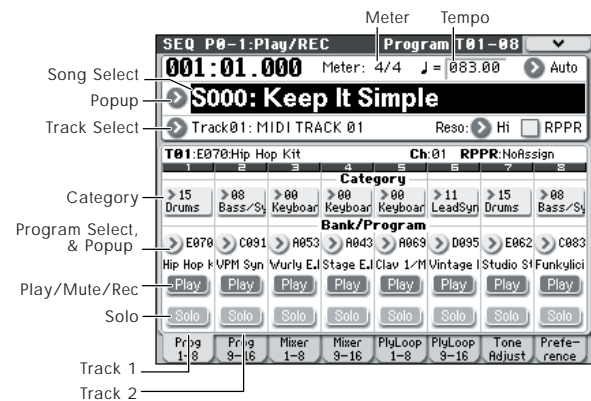 Meter Tempo
SEQ P0-1:Play/REC Program T01-08
001:01.000 Meter: 4/4 ♩= 083.00 Auto
Song Select
Popup S000: Keep It Simple
Track Select Track01: MIDI TRACK 01 Reso: Hi RPPR
T01:E070:Hip Hop Kit Ch:01 RPPR:NoAssign
1 2 3 4 5 6 7 8
Category
Category 15 08 00 00 00 11 15 08
Drums Bass/Sy Keyboar Keyboar Keyboar LeadSyn Drums Bass/Sy
Bank/Program
Program Select, & Popup
E070 C091 A053 A043 A069 D095 E062 C083
Hip Hop K VPM Syn Wurly E.I Stage E.I Clav 1/M Vintage I Studio St Funkylici
Play/Mute/Rec Play Play Play Play Play Play Play Play
Solo Solo Solo Solo Solo Solo Solo Solo Solo
Prog 1-8 Prog 9-16 Mixer 1-8 Mixer 9-16 PlyLoop 1-8 PlyLoop 9-16 Tone Adjust Prefe-rence
Track 1
Track 2